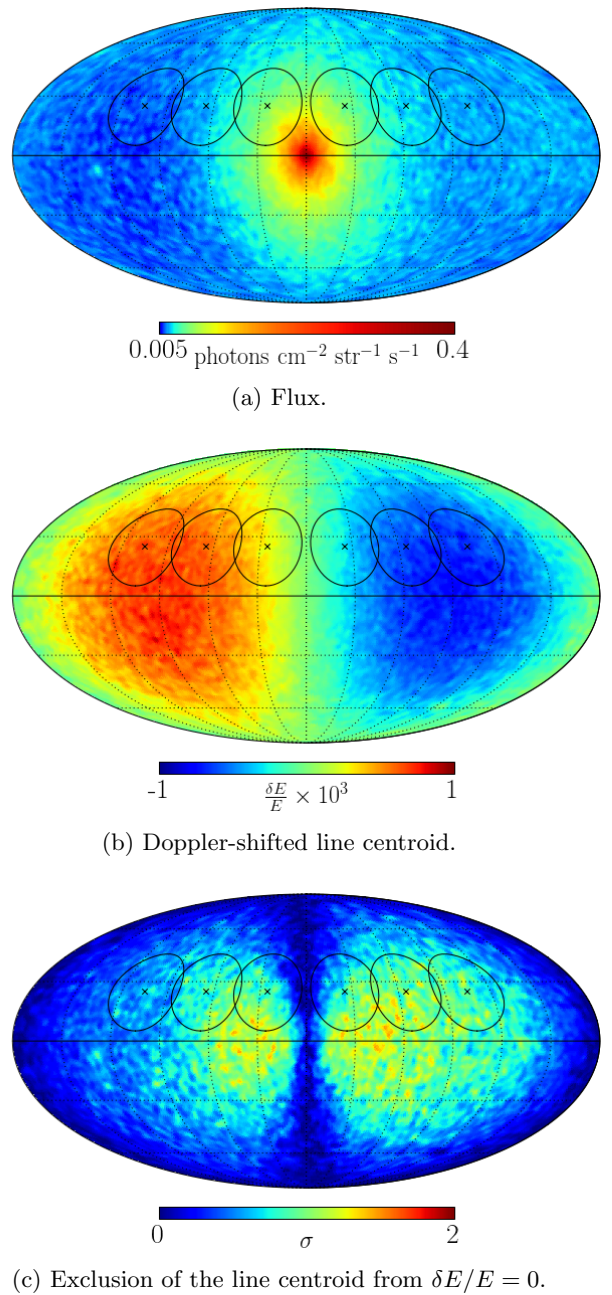 0.005 photons cm⁻² str⁻¹ s⁻¹ 0.4
(a) Flux.
-1 δE/E × 10³ 1
(b) Doppler-shifted line centroid.
0 σ 2
(c) Exclusion of the line centroid from δE/E = 0.